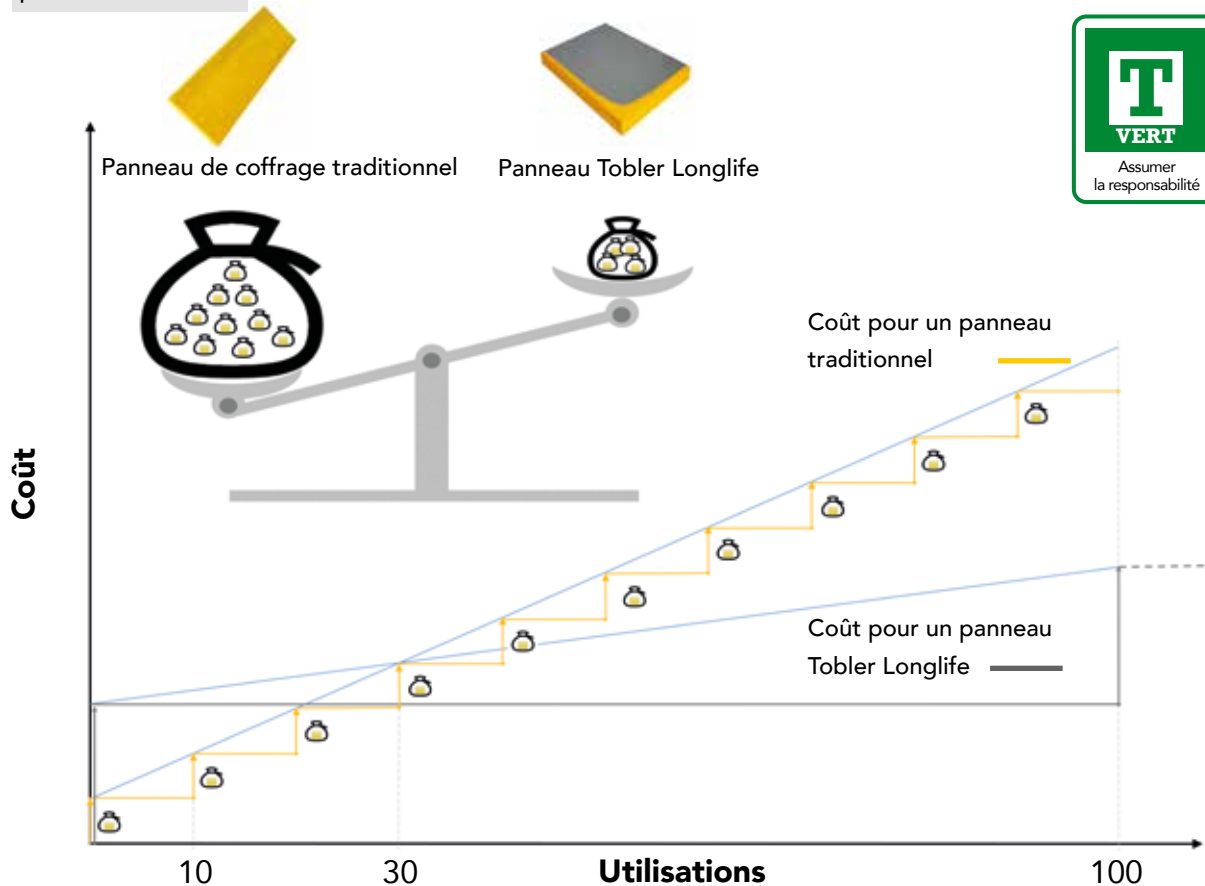 Panneau de coffrage traditionnel
Panneau Tobler Longlife
T
VERT
Assumer
la responsabilité
Coût pour un panneau
traditionnel
Coût
Coût pour un panneau
Tobler Longlife
10
30
Utilisations
100